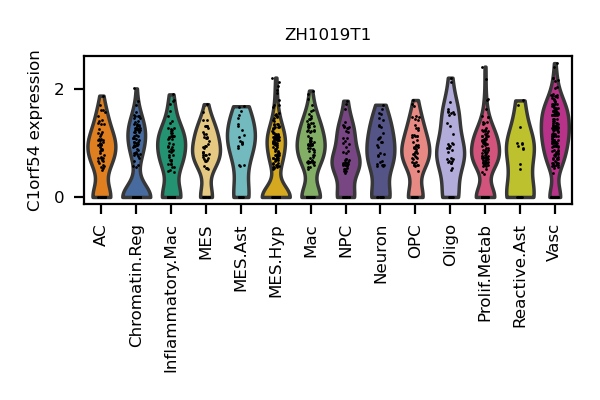 ZH1019T1
C1orf54 expression
2
0
AC
Chromatin.Reg
Inflammatory.Mac
MES
MES.Ast
MES.Hyp
Mac
NPC
Neuron
OPC
Oligo
Prolif.Metab
Reactive.Ast
Vasc